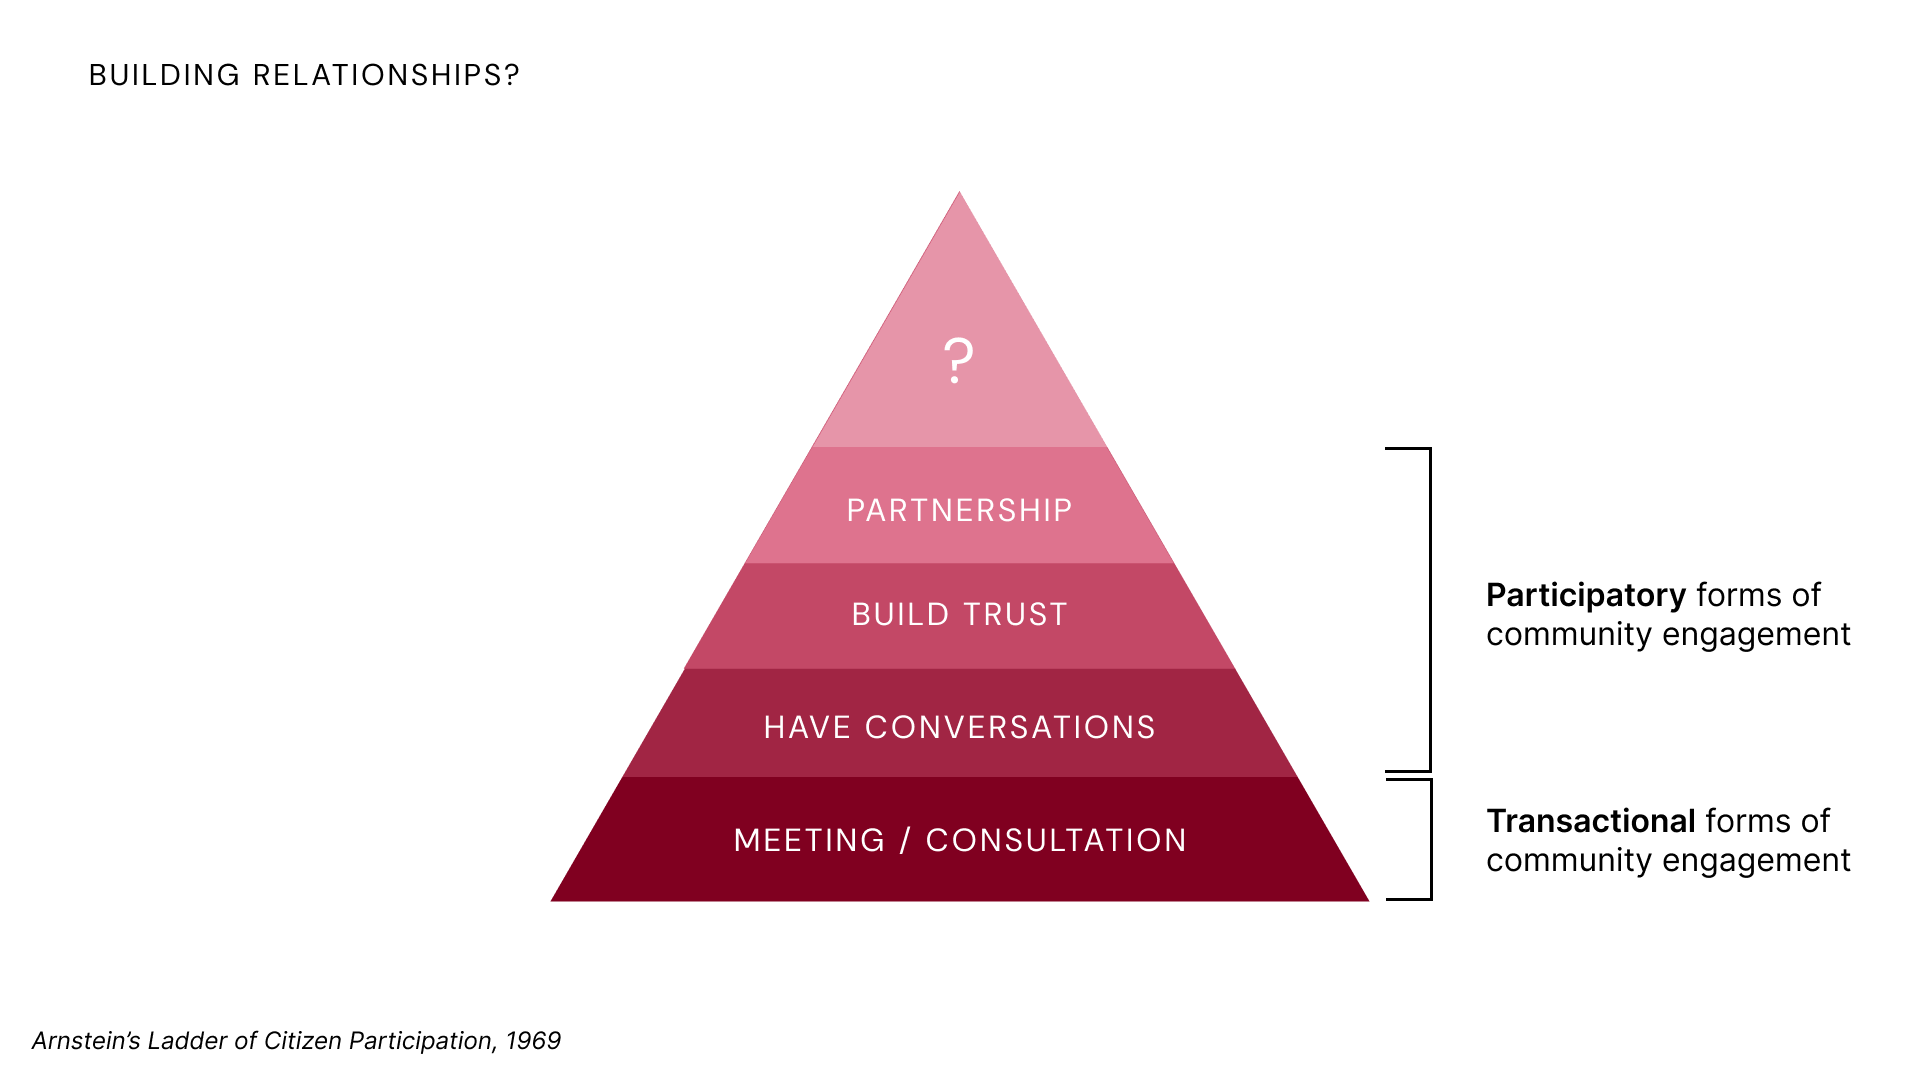 BUILDING RELATIONSHIPS?
?
PARTNERSHIP
BUILD TRUST
HAVE CONVERSATIONS
MEETING / CONSULTATION
Participatory forms of
community engagement
Transactional forms of
community engagement
Arnstein’s Ladder of Citizen Participation, 1969